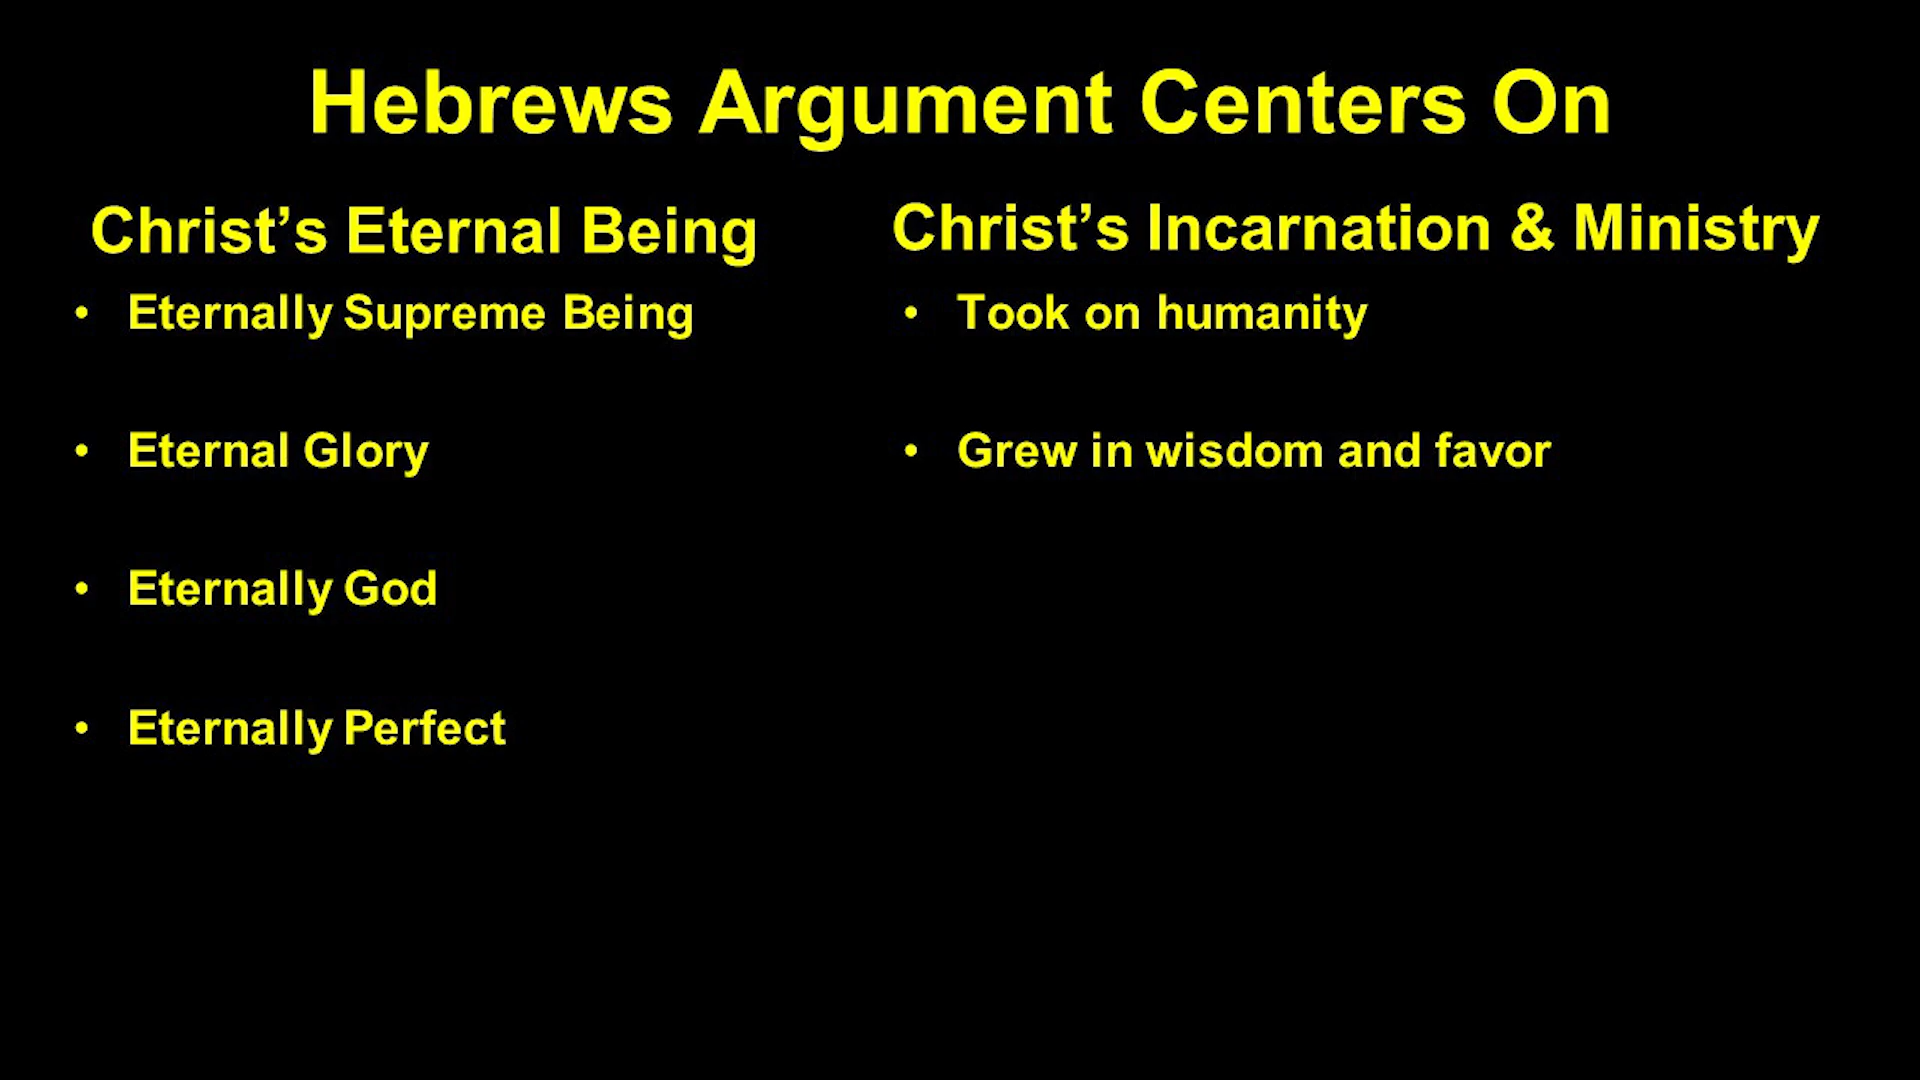 Hebrews Argument Centers On
Christ’s Eternal Being
• Eternally Supreme Being
• Eternal Glory
• Eternally God
• Eternally Perfect
Christ’s Incarnation & Ministry
• Took on humanity
• Grew in wisdom and favor